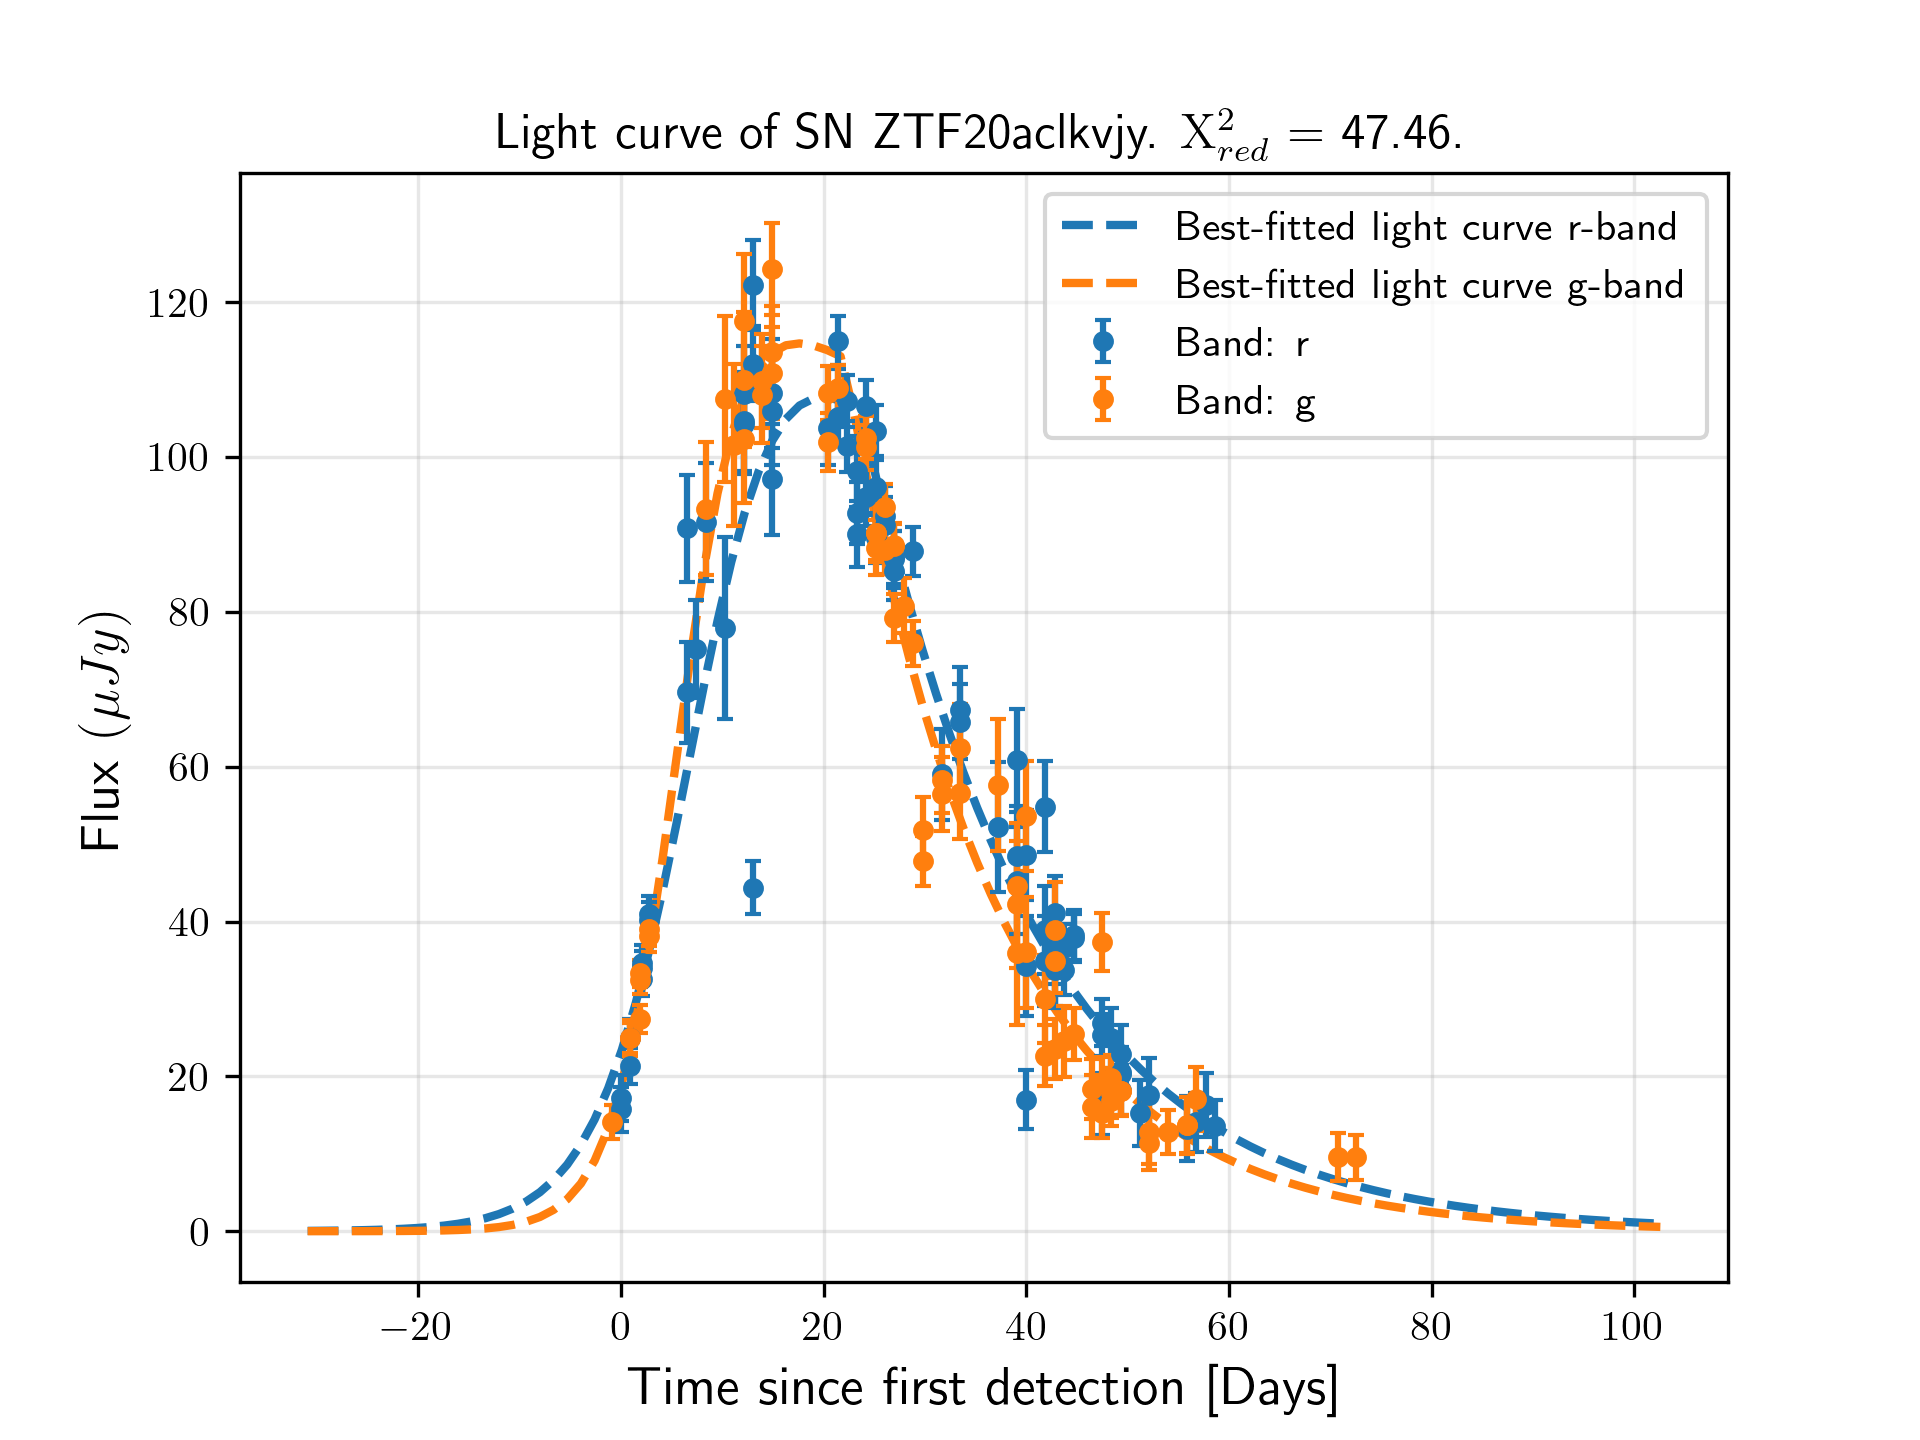 Light curve of SN ZTF20aclkvjy. X²_red = 47.46.
Best-fitted light curve r-band
Best-fitted light curve g-band
Band: r
Band: g
Flux (μJy)
120
100
80
60
40
20
0
−20 0 20 40 60 80 100
Time since first detection [Days]